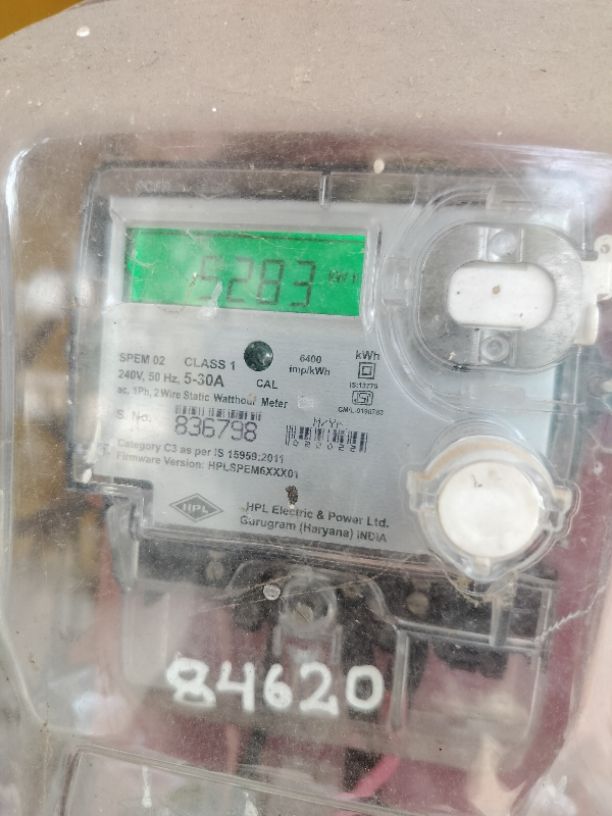 5283 kWh
SPEM 02 CLASS 1 6400 imp/kWh kWh
240V, 50 Hz, 5-30A CAL IS:13779
ac, 1Ph, 2 Wire Static Watthour Meter
S. No. 836798 M/Yr. 022022
Category C3 as per IS 15959:2011
Firmware Version: HPLSPEM6XXX01
HPL HPL Electric & Power Ltd.
Gurugram (Haryana) INDIA
84620